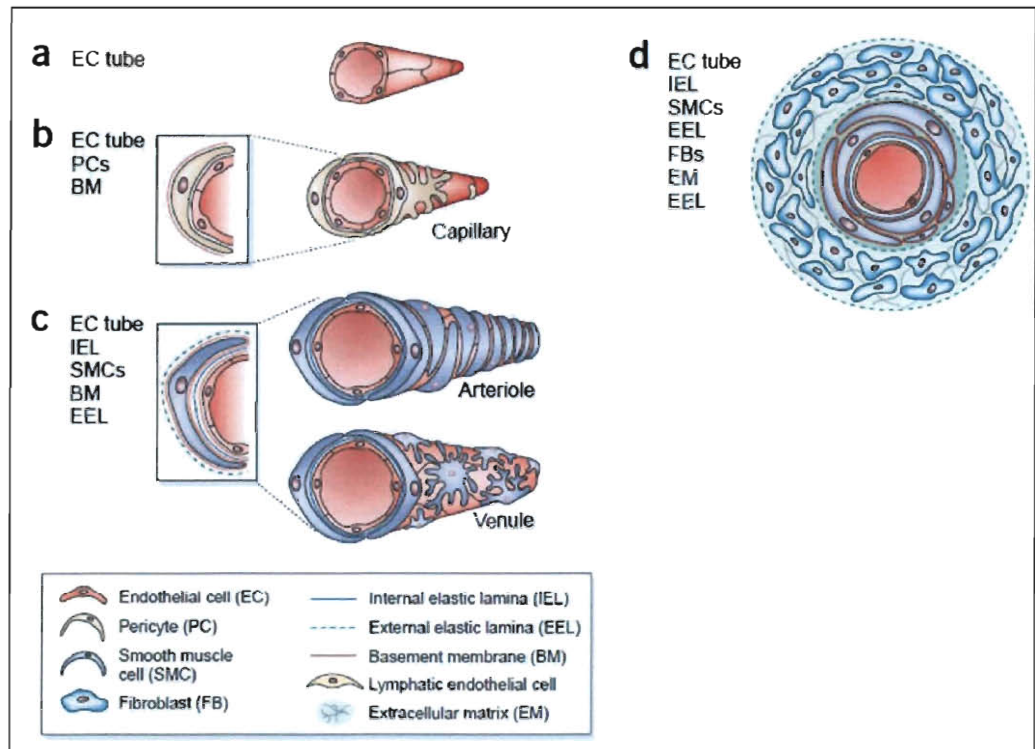 a
EC tube
b
EC tube
PCs
BM
Capillary
c
EC tube
IEL
SMCs
BM
EEL
Arteriole
Venule
d
EC tube
IEL
SMCs
EEL
FBs
EM
EEL
Endothelial cell (EC)
Pericyte (PC)
Smooth muscle
cell (SMC)
Fibroblast (FB)
Internal elastic lamina (IEL)
External elastic lamina (EEL)
Basement membrane (BM)
Lymphatic endothelial cell
Extracellular matrix (EM)